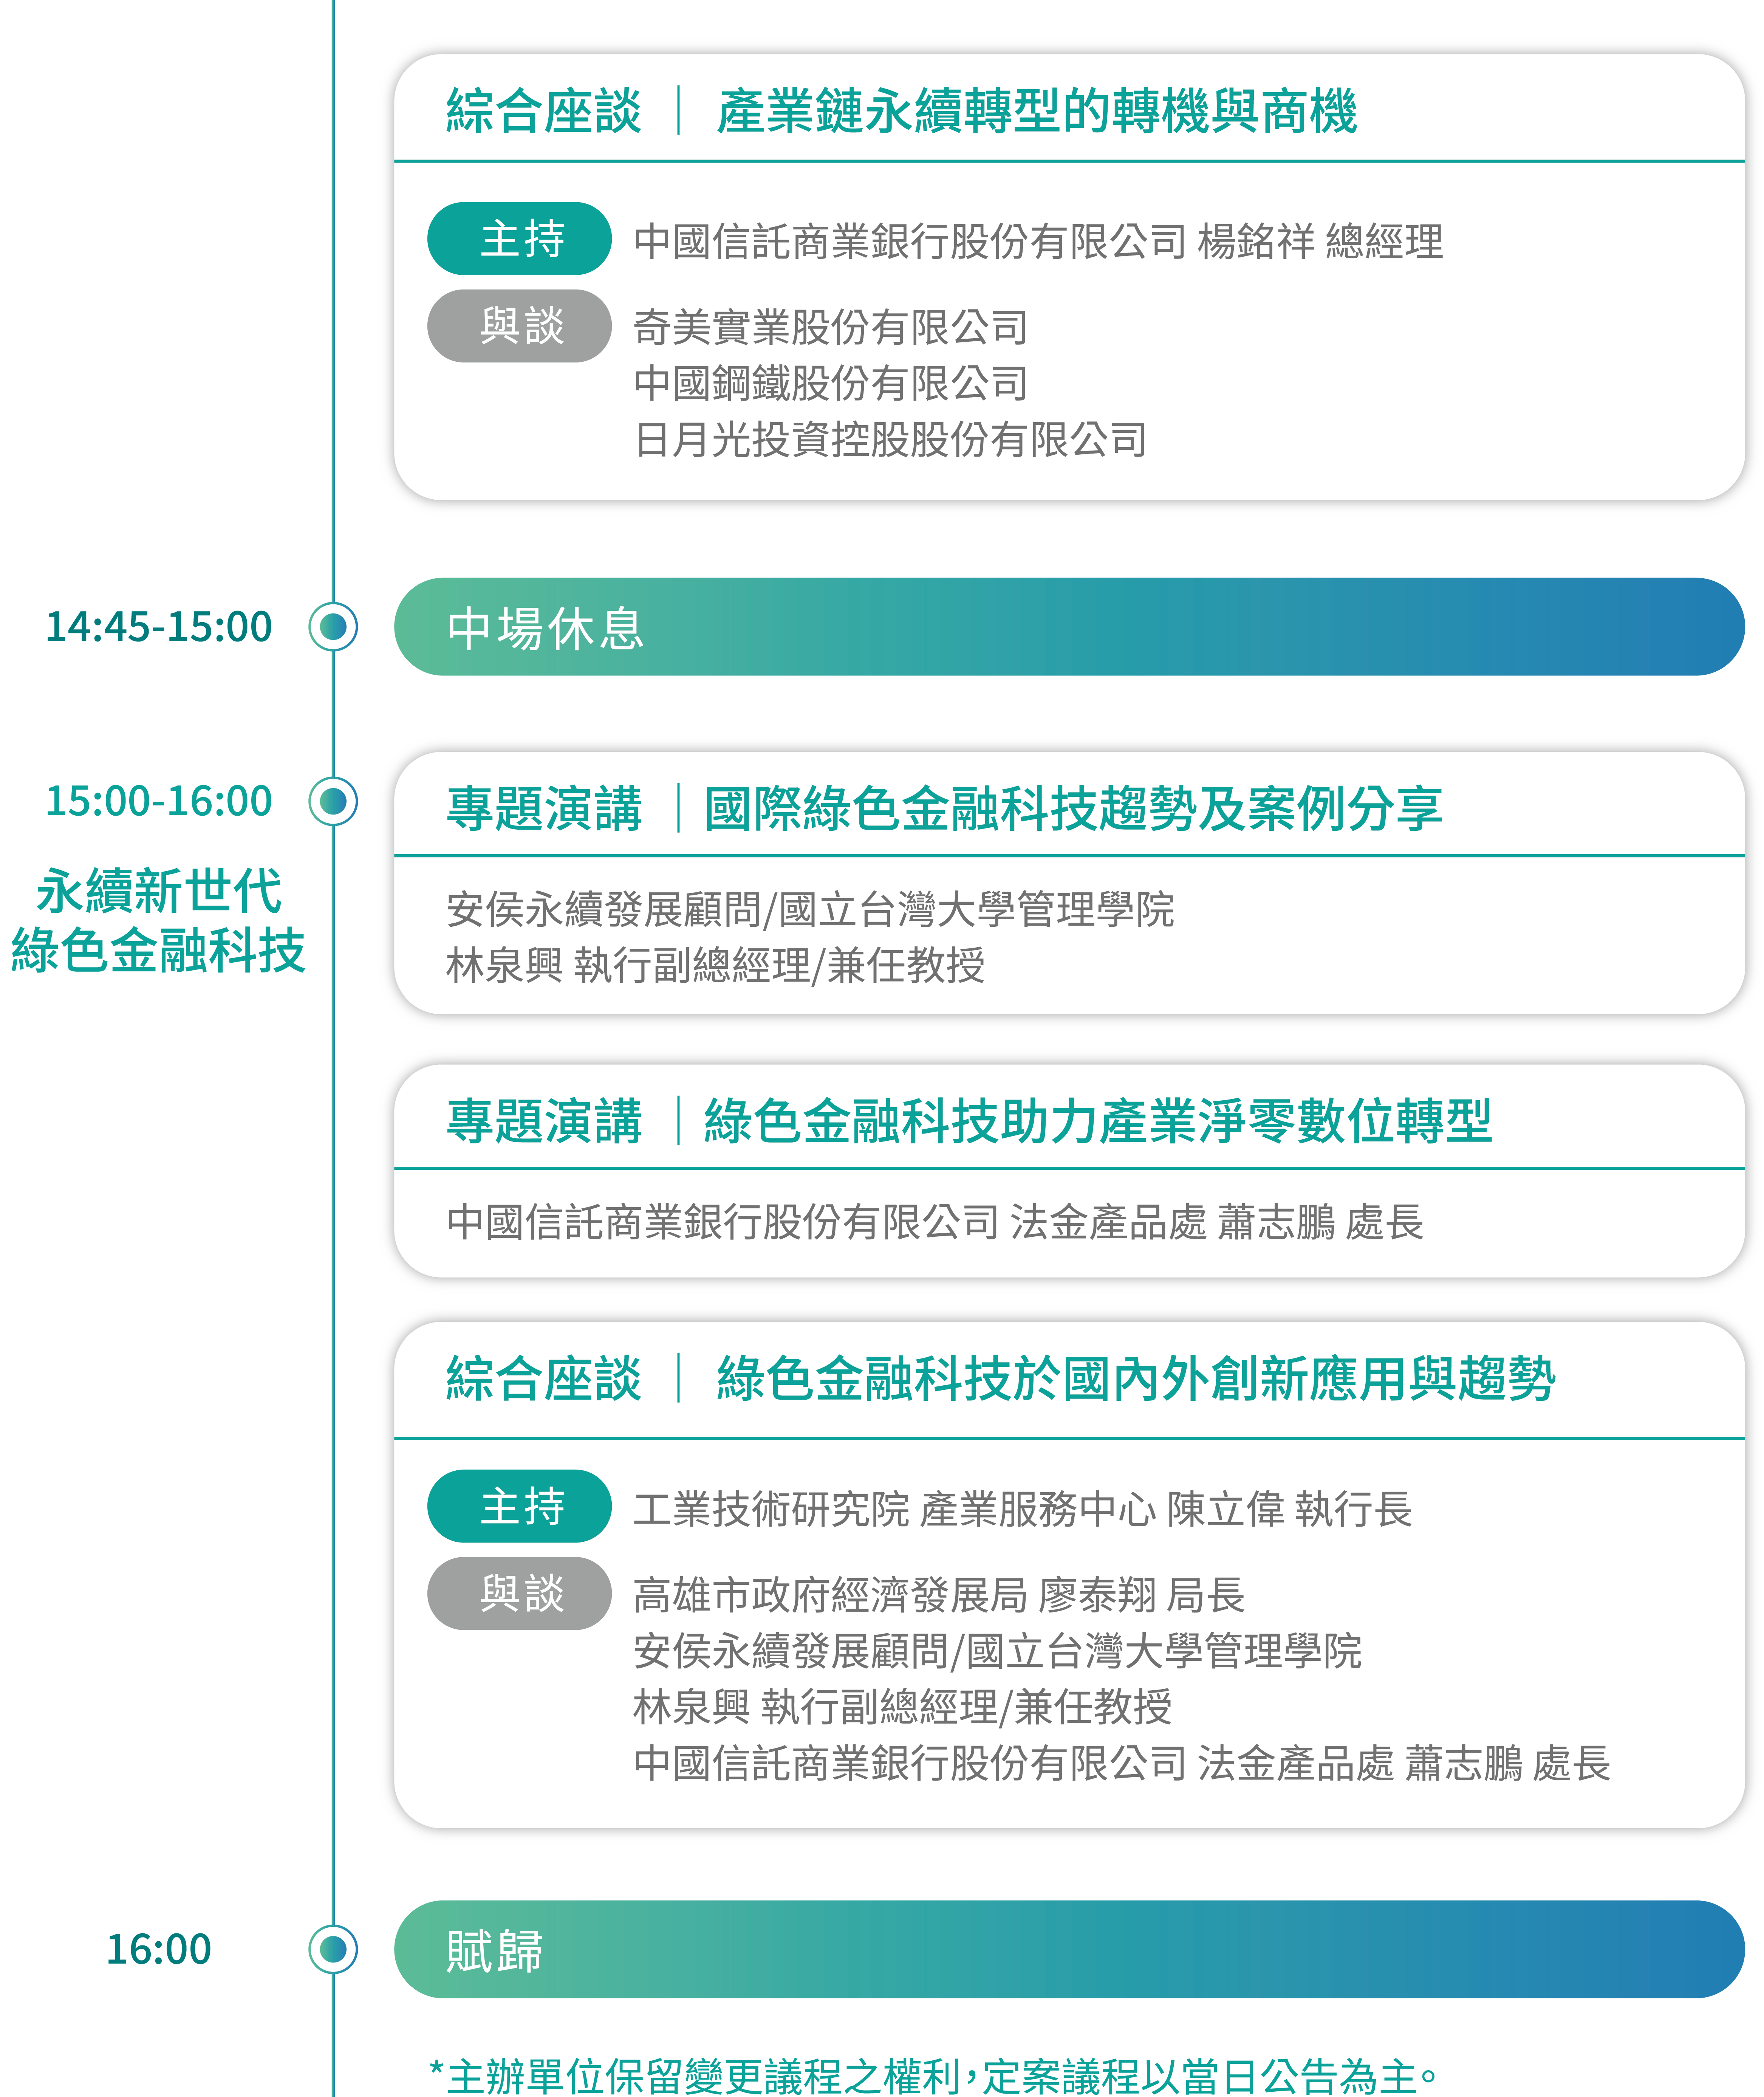 綜合座談｜產業鏈永續轉型的轉機與商機
主持 中國信託商業銀行股份有限公司 楊銘祥 總經理
與談 奇美實業股份有限公司
中國鋼鐵股份有限公司
日月光投資控股股份有限公司
14:45-15:00 中場休息
15:00-16:00
永續新世代
綠色金融科技
專題演講｜國際綠色金融科技趨勢及案例分享
安侯永續發展顧問/國立台灣大學管理學院
林泉興 執行副總經理/兼任教授
專題演講｜綠色金融科技助力產業淨零數位轉型
中國信託商業銀行股份有限公司 法金產品處 蕭志鵬 處長
綜合座談｜綠色金融科技於國內外創新應用與趨勢
主持 工業技術研究院 產業服務中心 陳立偉 執行長
與談 高雄市政府經濟發展局 廖泰翔 局長
安侯永續發展顧問/國立台灣大學管理學院
林泉興 執行副總經理/兼任教授
中國信託商業銀行股份有限公司 法金產品處 蕭志鵬 處長
16:00 賦歸
*主辦單位保留變更議程之權利，定案議程以當日公告為主。